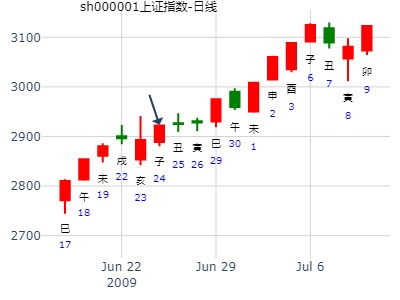 sh000001上证指数-日线
3100
3000
2900
2800
2700
巳
17
午
18
未
19
戌
22
亥
23
子
24
丑
25
寅
26
巳
29
午
30
未
1
申
2
酉
3
子
6
丑
7
寅
8
卯
9
Jun 22
2009
Jun 29
Jul 6